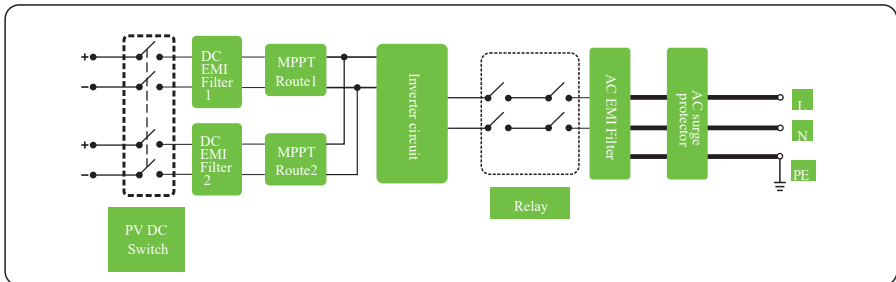 +
DC
EMI
Filter
1
MPPT
Route1
−
+
DC
EMI
Filter
2
MPPT
Route2
−
Inverter circuit
AC EMI Filter
AC surge
protector
L
N
PE
Relay
PV DC
Switch